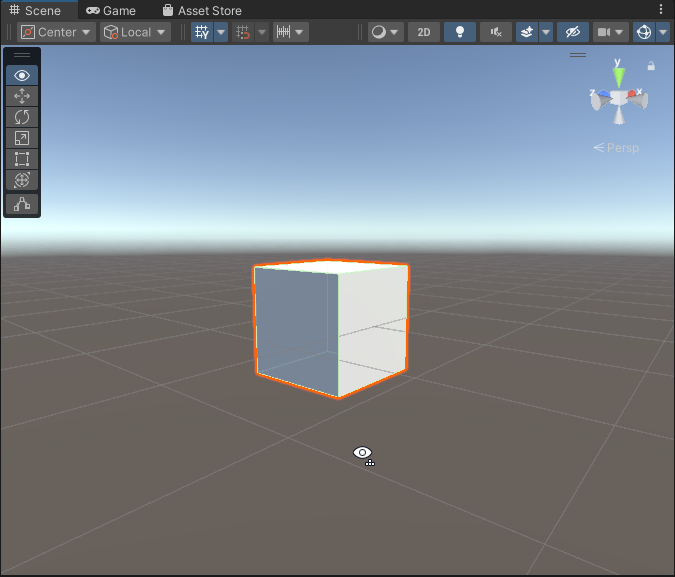 Scene Game Asset Store
Center Local 2D
y
z x
Persp